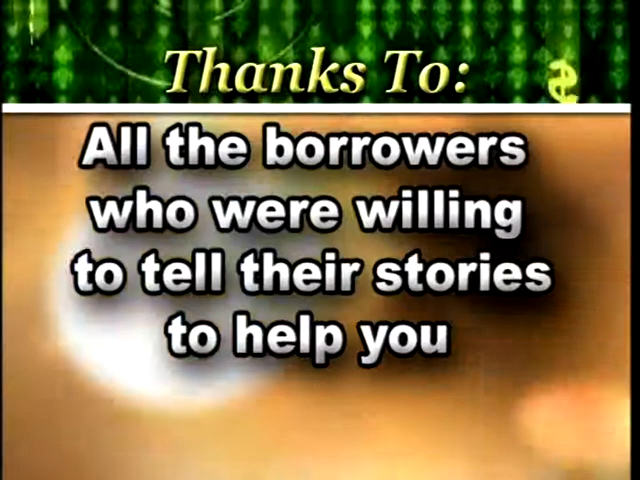 Thanks To:
All the borrowers
who were willing
to tell their stories
to help you